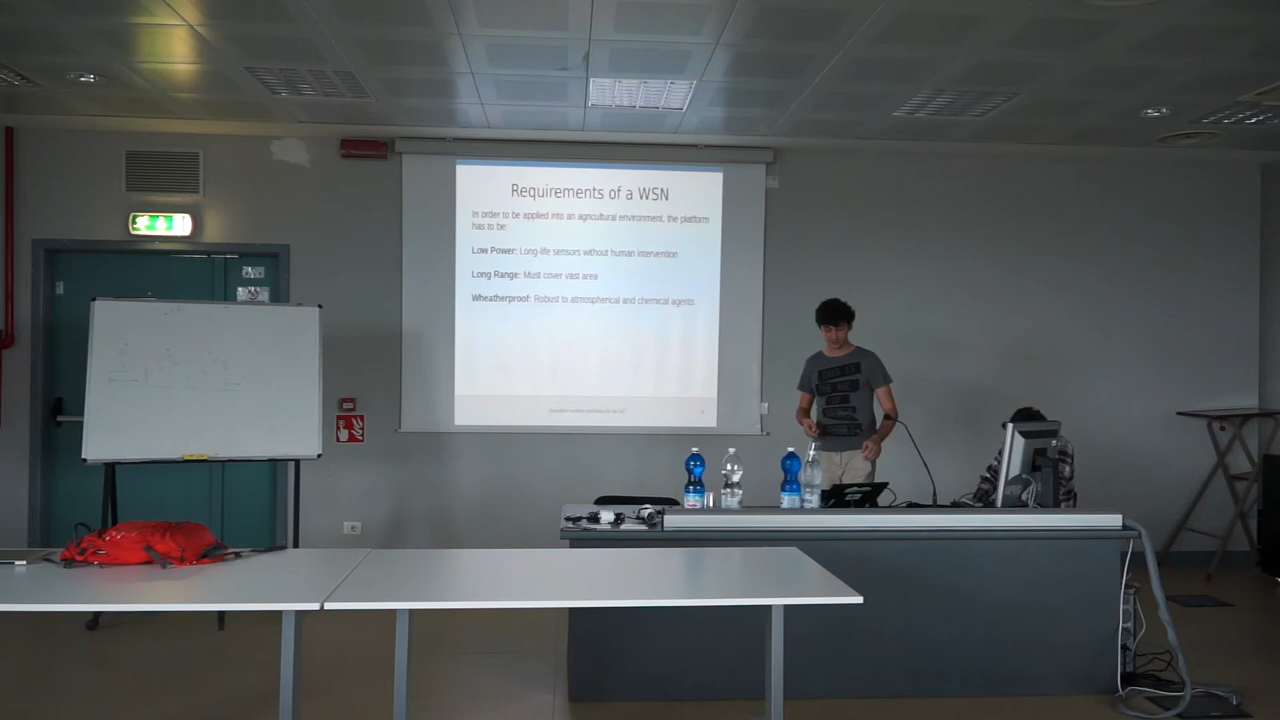 Requirements of a WSN
In order to be applied into an agricultural environment, the platform
has to be:
Low Power: Long-life sensors without human intervention
Long Range: Must cover vast area
Wheatherproof: Robust to atmospherical and chemical agents